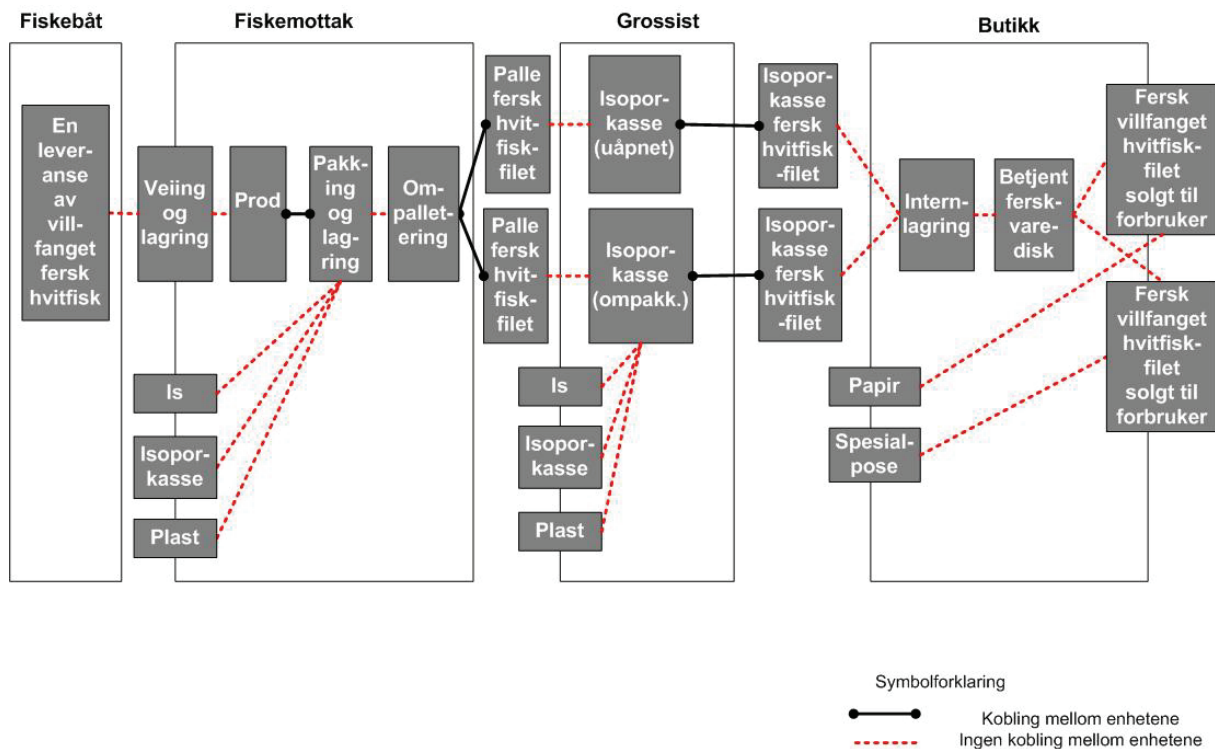 Fiskebåt
Fiskemottak
Grossist
Butikk
En
lever-
anse
av
vill-
fanget
fersk
hvitfisk
Veiing
og
lagring
Prod
Pakk-
ing
og
lag-
ring
Om-
pallet-
ering
Palle
fersk
hvit-
fisk-
filet
Palle
fersk
hvit-
fisk-
filet
Isopor-
kasse
(uåpnet)
Isopor-
kasse
(ompakk.)
Isopor-
kasse
fersk
hvitfisk
-filet
Isopor-
kasse
fersk
hvitfisk
-filet
Intern-
lagring
Betjent
fersk-
vare-
disk
Fersk
villfanget
hvitfisk-
filet
solgt til
forbruker
Fersk
villfanget
hvitfisk-
filet
solgt til
forbruker
Is
Isopor-
kasse
Plast
Is
Isopor-
kasse
Plast
Papir
Spesial-
pose
Symbolforklaring
Kobling mellom enhetene
Ingen kobling mellom enhetene